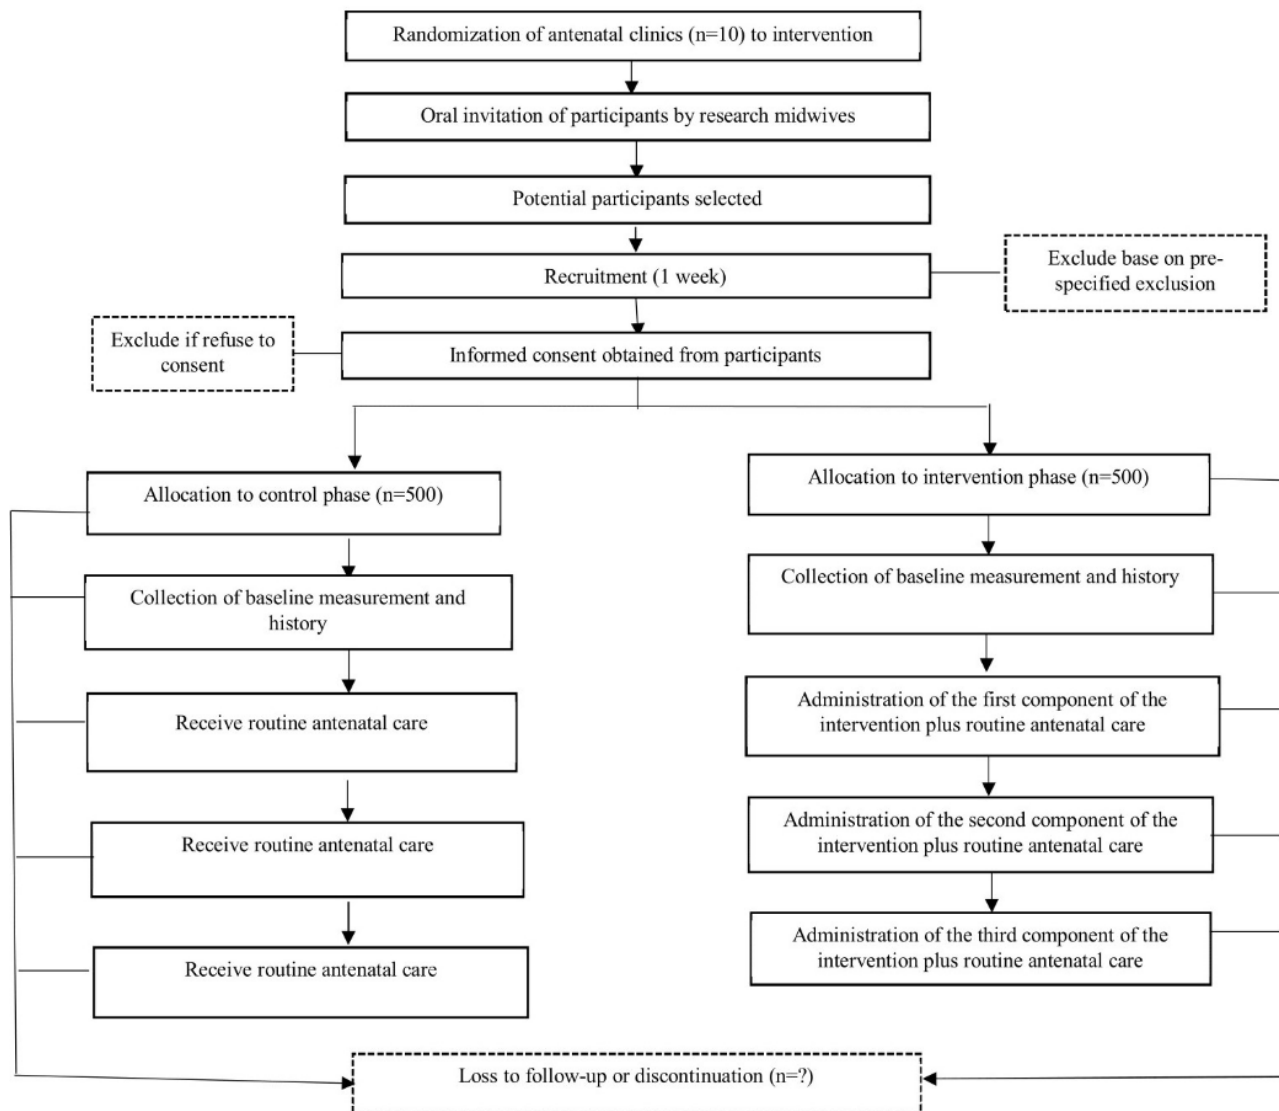 Randomization of antenatal clinics (n=10) to intervention
Oral invitation of participants by research midwives
Potential participants selected
Recruitment (1 week)
Exclude base on pre-
specified exclusion
Exclude if refuse to
consent
Informed consent obtained from participants
Allocation to control phase (n=500)
Collection of baseline measurement and
history
Receive routine antenatal care
Receive routine antenatal care
Receive routine antenatal care
Allocation to intervention phase (n=500)
Collection of baseline measurement and history
Administration of the first component of the
intervention plus routine antenatal care
Administration of the second component of the
intervention plus routine antenatal care
Administration of the third component of the
intervention plus routine antenatal care
Loss to follow-up or discontinuation (n=?)